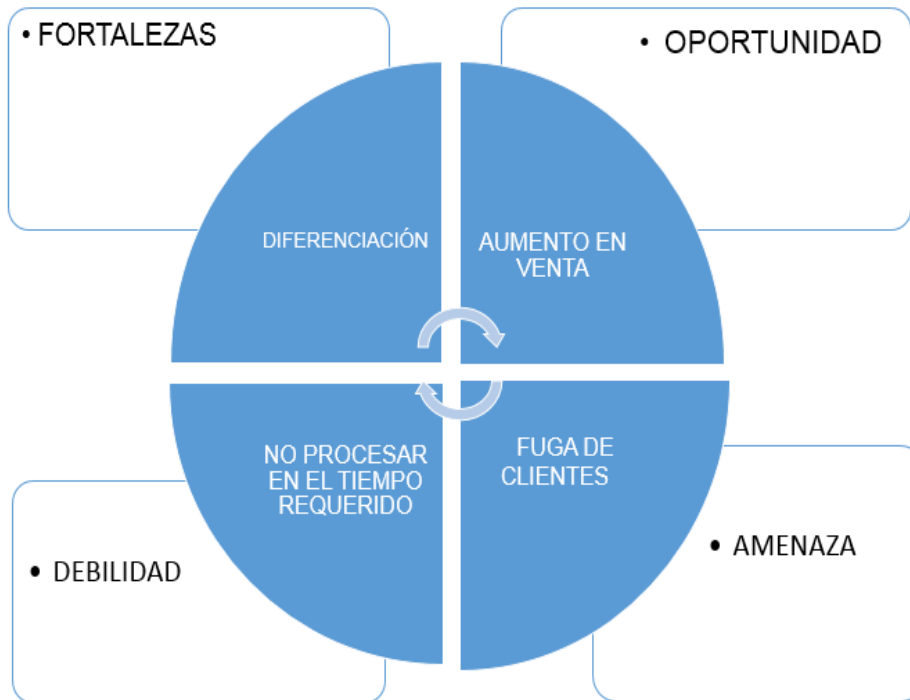 • FORTALEZAS
• OPORTUNIDAD
DIFERENCIACIÓN
AUMENTO EN
VENTA
NO PROCESAR
EN EL TIEMPO
REQUERIDO
FUGA DE
CLIENTES
• DEBILIDAD
• AMENAZA